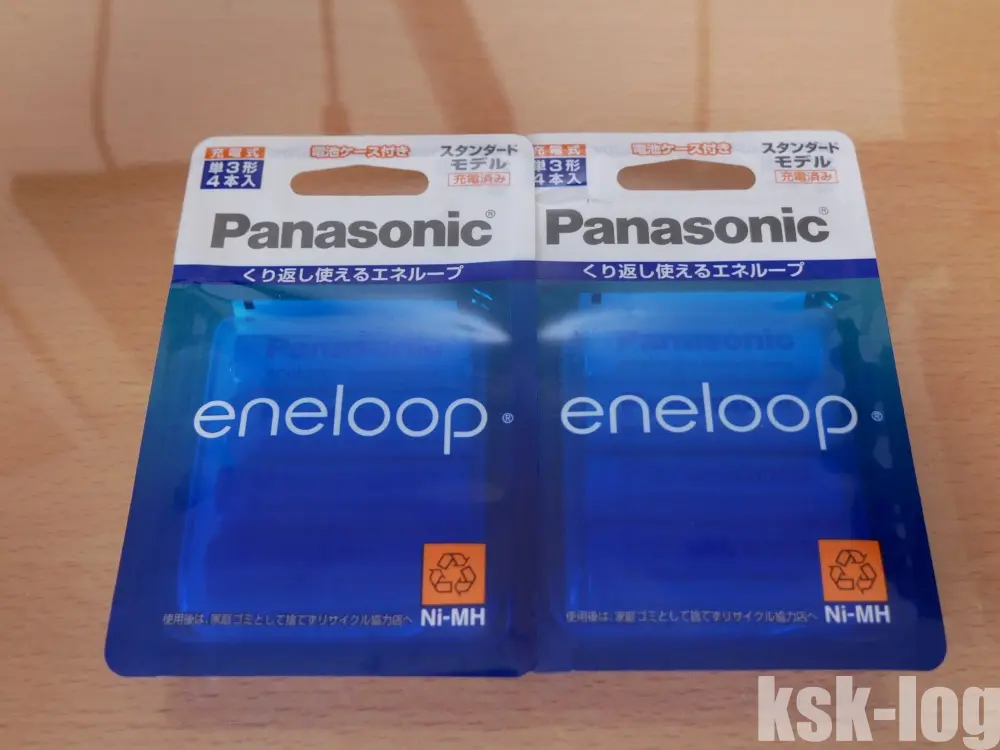 充電式
単3形
4本入
電池ケース付き
スタンダード
モデル
充電済み
Panasonic®
くり返し使えるエネループ
Panasonic
eneloop®
使用後は、家庭ゴミとして捨てずリサイクル協力店へ
Ni-MH
充電式
単3形
4本入
電池ケース付き
スタンダード
モデル
充電済み
Panasonic®
くり返し使えるエネループ
Panasonic
eneloop®
使用後は、家庭ゴミとして捨てずリサイクル協力店へ
Ni-MH
ksk-log